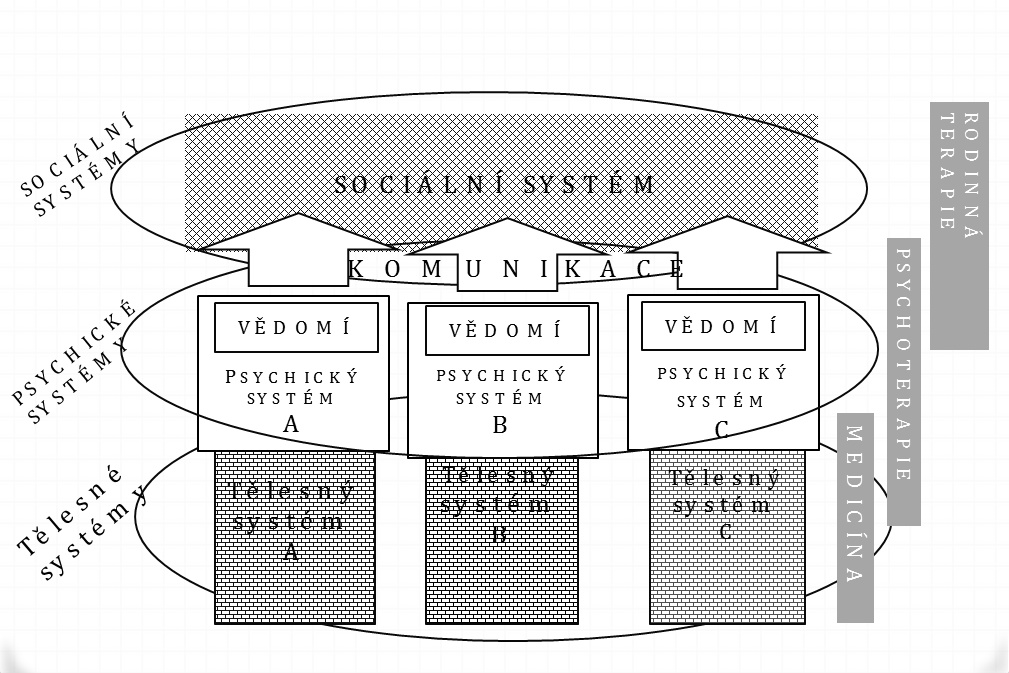 SOCIÁLNÍ
SYSTÉMY
SOCIÁLNÍ SYSTÉM
KOMUNIKACE
PSYCHICKÉ
SYSTÉMY
VĚDOMÍ
PSYCHICKÝ
SYSTÉM
A
VĚDOMÍ
PSYCHICKÝ
SYSTÉM
B
VĚDOMÍ
PSYCHICKÝ
SYSTÉM
C
Tělesné
systémy
Tělesný
systém
A
Tělesný
systém
B
Tělesný
systém
C
RODINNÁ
TERAPIE
PSYCHOTERAPIE
MEDICÍNA